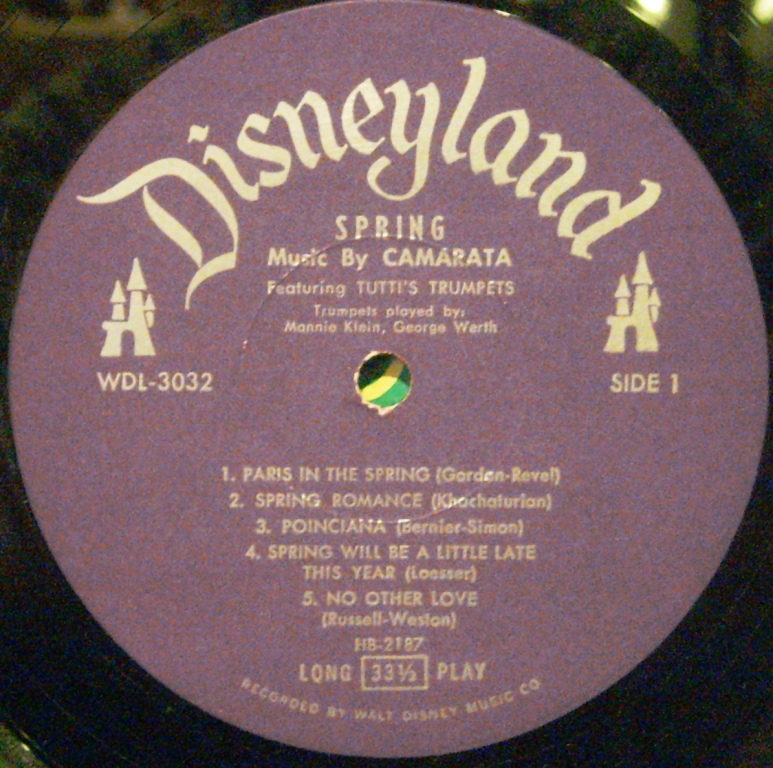 Disneyland
SPRING
Music By CAMARATA
Featuring TUTTI'S TRUMPETS
Trumpets played by:
Mannie Klein, George Werth
WDL-3032
SIDE 1
1. PARIS IN THE SPRING (Gordon-Revel)
2. SPRING ROMANCE (Khachaturian)
3. POINCIANA (Bernier-Simon)
4. SPRING WILL BE A LITTLE LATE
THIS YEAR (Loesser)
5. NO OTHER LOVE
(Russell-Weston)
HB-2187
LONG 33⅓ PLAY
RECORDED BY WALT DISNEY MUSIC CO